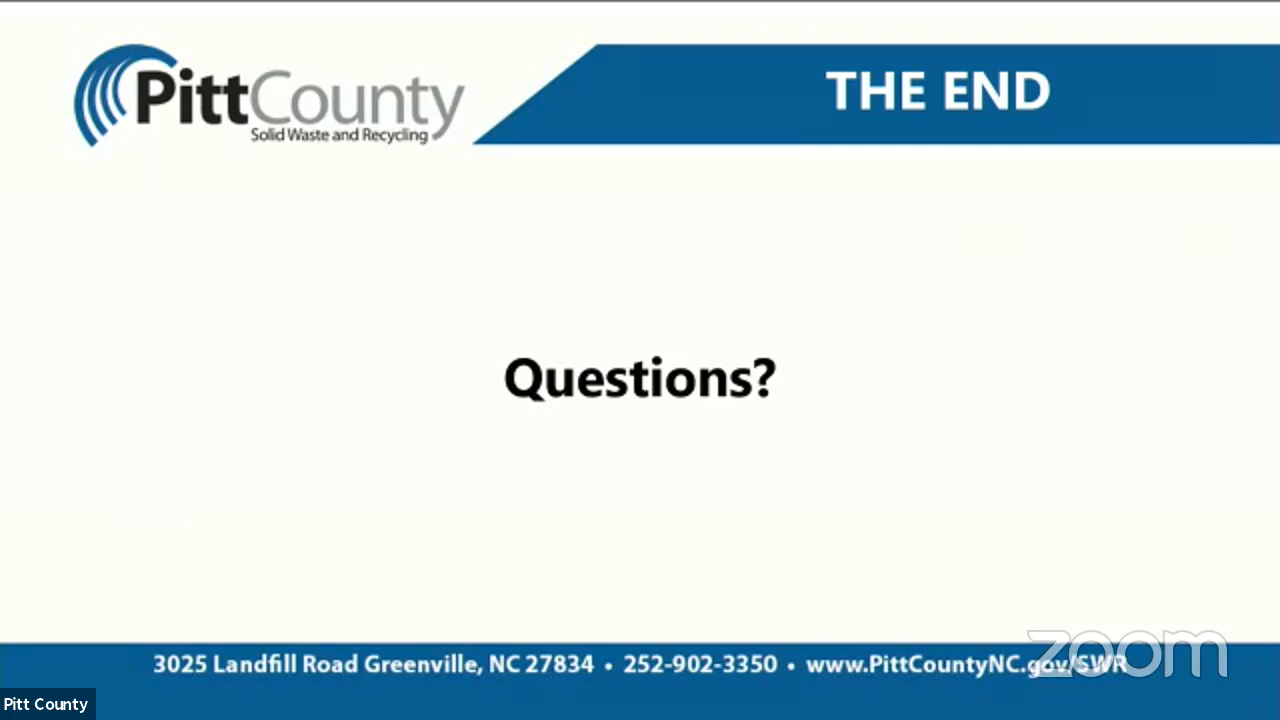 PittCounty
Solid Waste and Recycling
THE END
Questions?
3025 Landfill Road Greenville, NC 27834 • 252-902-3350 • www.PittCountyNC.gov/SWR
zoom
Pitt County